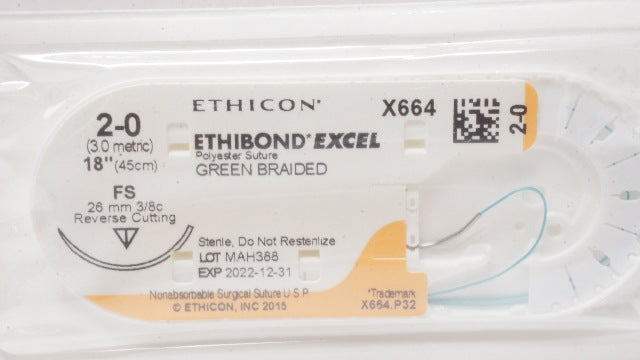 ETHICON*
X664
2-0
2-0
(3.0 metric)
18" (45cm)
ETHIBOND* EXCEL
Polyester Suture
GREEN BRAIDED
FS
26 mm 3/8c
Reverse Cutting
Sterile, Do Not Resterilize
LOT MAH388
EXP 2022-12-31
Nonabsorbable Surgical Suture U S P
© ETHICON, INC 2015
*Trademark
X664.P32